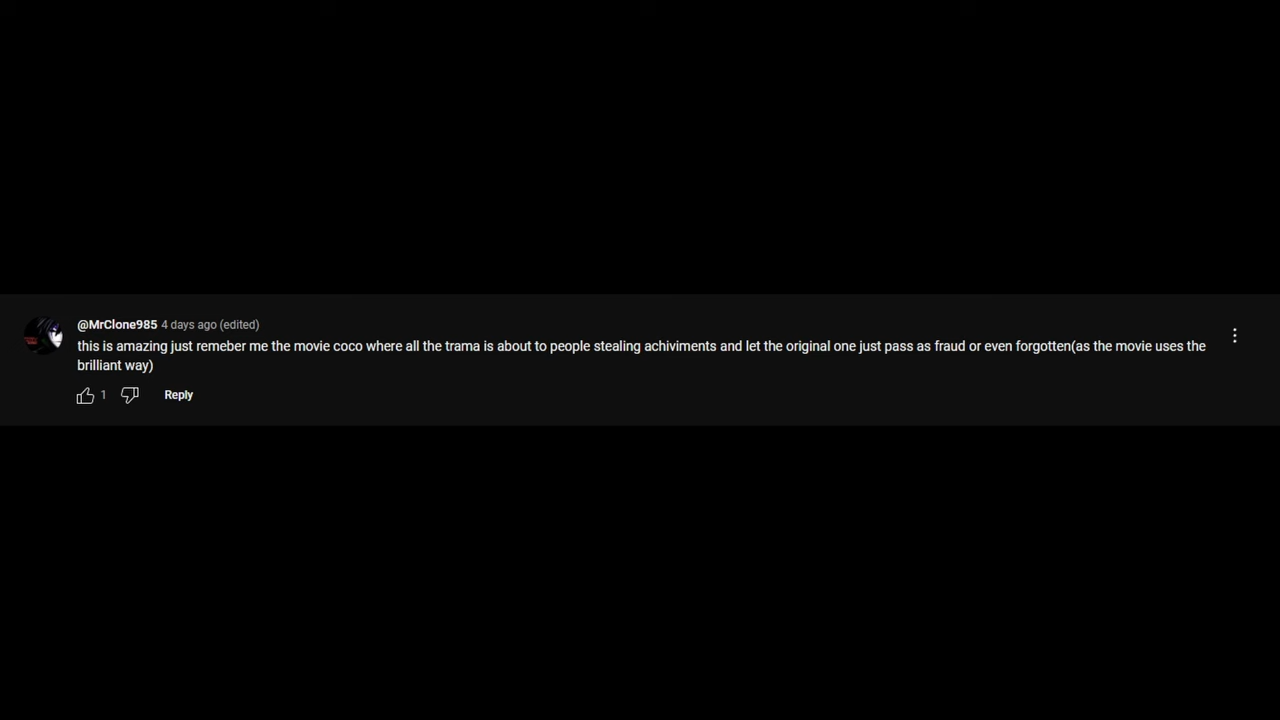 @MrClone985 4 days ago (edited)
this is amazing just remeber me the movie coco where all the trama is about to people stealing achiviments and let the original one just pass as fraud or even forgotten(as the movie uses the
brilliant way)
1 Reply